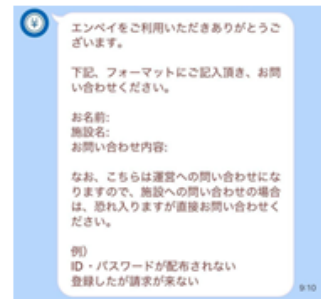 エンペイをご利用いただきありがとうご
ざいます。
下記、フォーマットにご記入頂き、お問
い合わせください。
お名前:
施設名:
お問い合わせ内容:
なお、こちらは運営への問い合わせにな
りますので、施設への問い合わせの場合
は、恐れ入りますが直接お問い合わせく
ださい。
例）
ID・パスワードが配布されない
登録したが請求が来ない
9:10